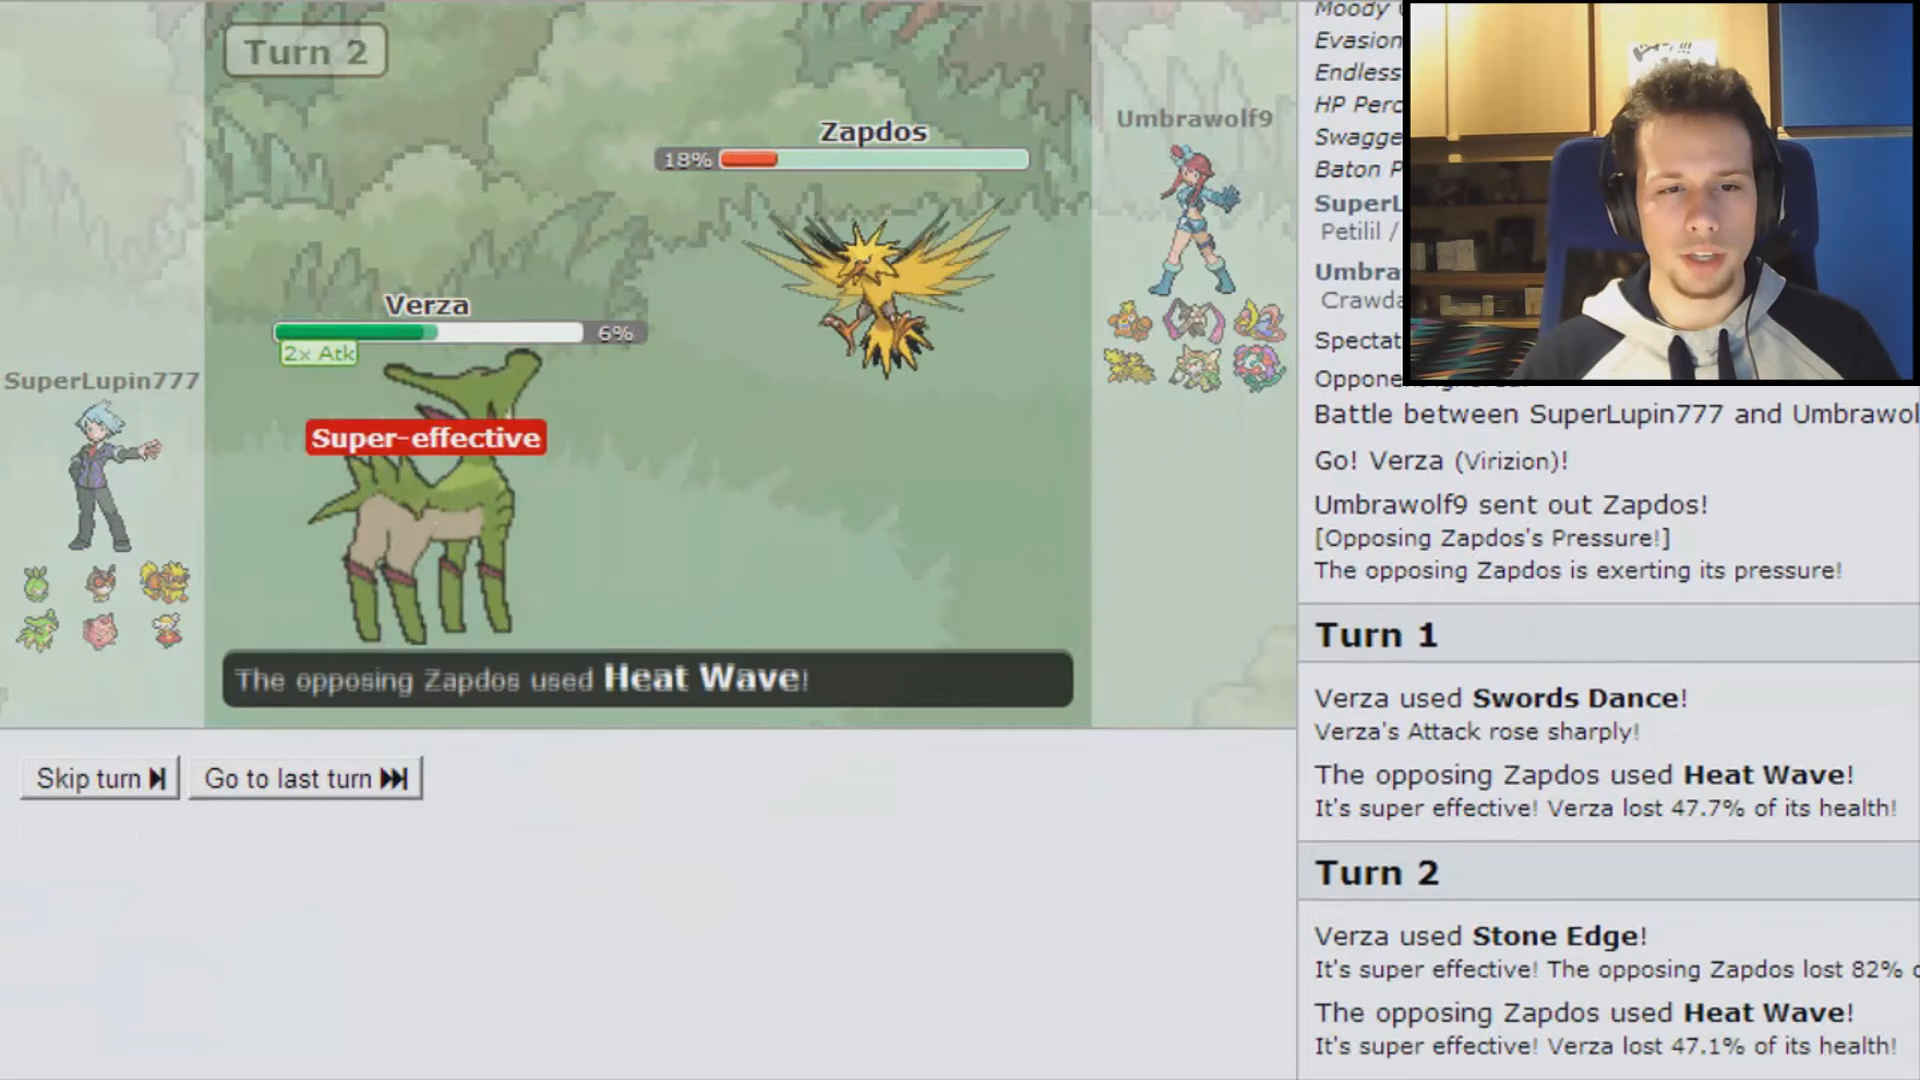 Turn 2
Zapdos
18%
Verza
6%
2x Atk
Super-effective
SuperLupin777
Umbrawolf9
The opposing Zapdos used Heat Wave!
Skip turn
Go to last turn
Moody
Evasion
Endless
HP Perc
Swagge
Baton P
SuperL
Petilil /
Umbra
Crawda
Spectat
Oppone
Battle between SuperLupin777 and Umbrawol
Go! Verza (Virizion)!
Umbrawolf9 sent out Zapdos!
[Opposing Zapdos's Pressure!]
The opposing Zapdos is exerting its pressure!
Turn 1
Verza used Swords Dance!
Verza's Attack rose sharply!
The opposing Zapdos used Heat Wave!
It's super effective! Verza lost 47.7% of its health!
Turn 2
Verza used Stone Edge!
It's super effective! The opposing Zapdos lost 82% o
The opposing Zapdos used Heat Wave!
It's super effective! Verza lost 47.1% of its health!